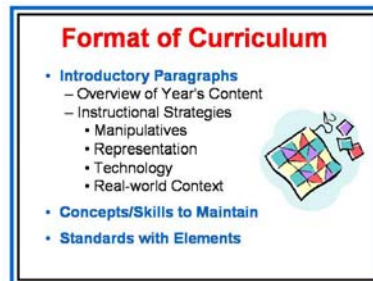 Format of Curriculum
• Introductory Paragraphs
– Overview of Year's Content
– Instructional Strategies
• Manipulatives
• Representation
• Technology
• Real-world Context
• Concepts/Skills to Maintain
• Standards with Elements